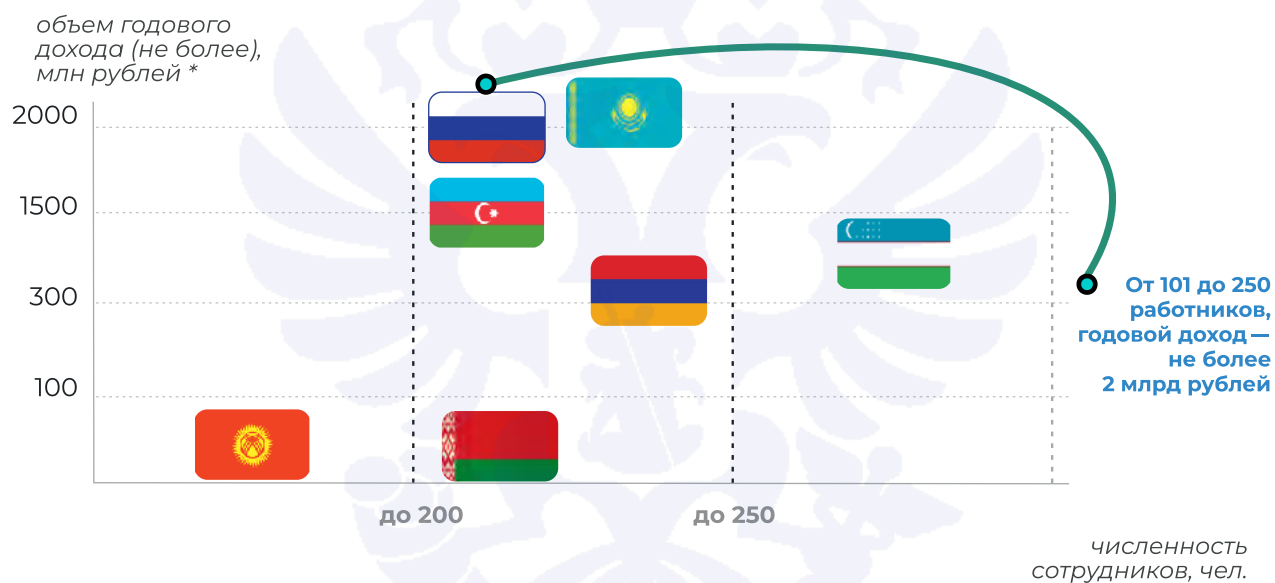 объем годового
дохода (не более),
млн рублей *
2000
1500
300
100
От 101 до 250
работников,
годовой доход —
не более
2 млрд рублей
до 200
до 250
численность
сотрудников, чел.